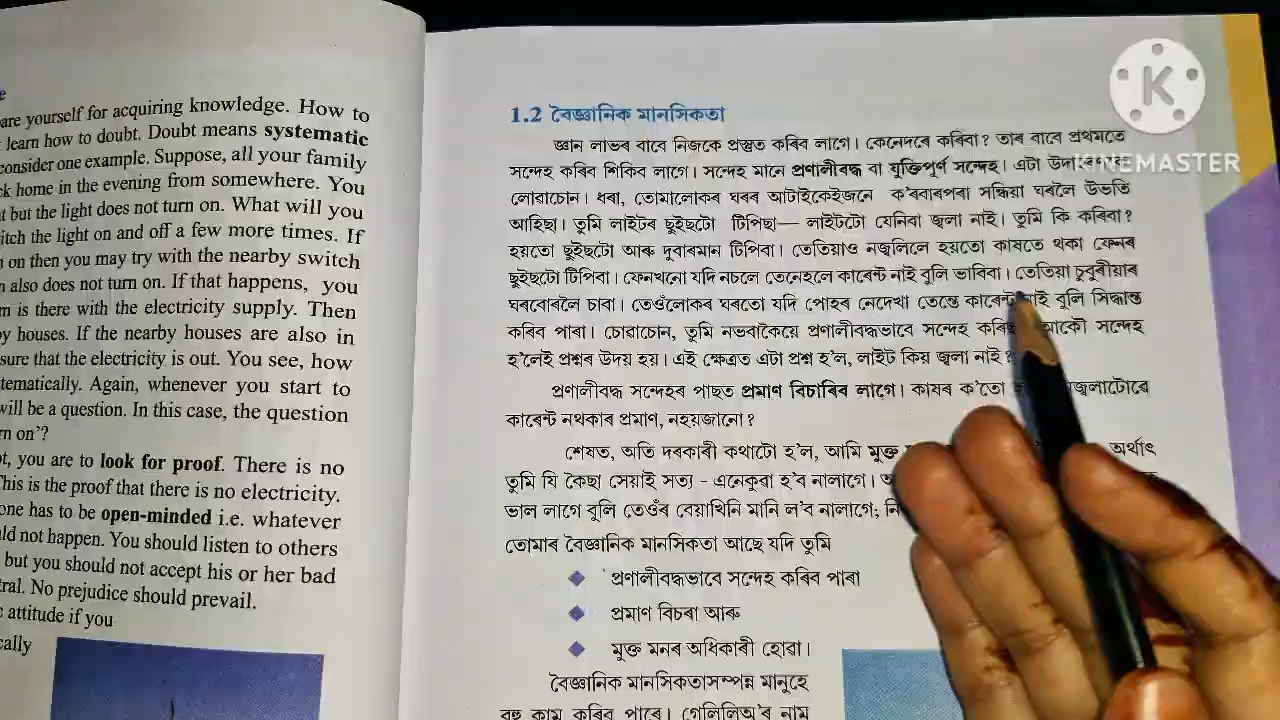 are yourself for acquiring knowledge. How to
learn how to doubt. Doubt means systematic
consider one example. Suppose, all your family
k home in the evening from somewhere. You
but the light does not turn on. What will you
itch the light on and off a few more times. If
on then you may try with the nearby switch
also does not turn on. If that happens, you
m is there with the electricity supply. Then
by houses. If the nearby houses are also in
sure that the electricity is out. You see, how
tematically. Again, whenever you start to
will be a question. In this case, the question
rn on'?
t, you are to look for proof. There is no
This is the proof that there is no electricity.
one has to be open-minded i.e. whatever
ld not happen. You should listen to others
but you should not accept his or her bad
tral. No prejudice should prevail.
c attitude if you
cally
1.2 বৈজ্ঞানিক মানসিকতা
জ্ঞান লাভৰ বাবে নিজকে প্ৰস্তুত কৰিব লাগে। কেনেদৰে কৰিবা? তাৰ বাবে প্ৰথমতে
সন্দেহ কৰিব শিকিব লাগে। সন্দেহ মানে প্ৰণালীবদ্ধ বা যুক্তিপূৰ্ণ সন্দেহ। এটা
লোৱাচোন। ধৰা, তোমালোকৰ ঘৰৰ আটাইকেইজনে ক'ৰবাৰপৰা সন্ধিয়া ঘৰলৈ উভতি
আহিছা। তুমি লাইটৰ ছুইছটো টিপিছা— লাইটটো যেনিবা জ্বলা নাই। তুমি কি কৰিবা?
হয়তো ছুইছটো আৰু দুবাৰমান টিপিবা। তেতিয়াও নজ্বলিলে হয়তো কাষতে থকা ফেনৰ
ছুইছটো টিপিবা। ফেনখনো যদি নচলে তেনেহলে কাৰেন্ট নাই বুলি ভাবিবা। তেতিয়া চুবুৰীয়াৰ
ঘৰবোৰলৈ চাবা। তেওঁলোকৰ ঘৰতো যদি পোহৰ নেদেখা তেন্তে কাৰেন্ট নাই বুলি সিদ্ধান্ত
কৰিব পাৰা। চোৱাচোন, তুমি নভবাকৈয়ে প্ৰণালীবদ্ধভাবে সন্দেহ আকৌ সন্দেহ
হ'লেই প্ৰশ্নৰ উদয় হয়। এই ক্ষেত্ৰত এটা প্ৰশ্ন হ'ল, লাইট কিয় জ্বলা নাই?
প্ৰণালীবদ্ধ সন্দেহৰ পাছত প্ৰমাণ বিচাৰিব লাগে। কাষৰ ক'তো
কাৰেন্ট নথকাৰ প্ৰমাণ, নহয়জানো?
শেষত, অতি দৰকাৰী কথাটো হ'ল, আমি মুক্ত অৰ্থাৎ
তুমি যি কৈছা সেয়াই সত্য - এনেকুৱা হ'ব নালাগে।
ভাল লাগে বুলি তেওঁৰ বেয়াখিনি মানি ল'ব নালাগে;
তোমাৰ বৈজ্ঞানিক মানসিকতা আছে যদি তুমি
◆ প্ৰণালীবদ্ধভাবে সন্দেহ কৰিব পাৰা
◆ প্ৰমাণ বিচৰা আৰু
◆ মুক্ত মনৰ অধিকাৰী হোৱা।
বৈজ্ঞানিক মানসিকতাসম্পন্ন মানুহে
বহু কাম কৰিব পাৰে। গেলিলিঅ'ৰ নাম
KINEMASTER